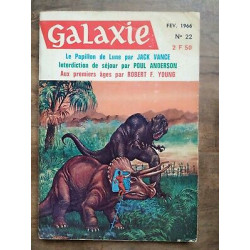 Galaxie
FEV. 1966
N° 22
2 F 50
Le Papillon de Lune par JACK VANCE
Interdiction de séjour par POUL ANDERSON
Aux premiers âges par ROBERT F. YOUNG